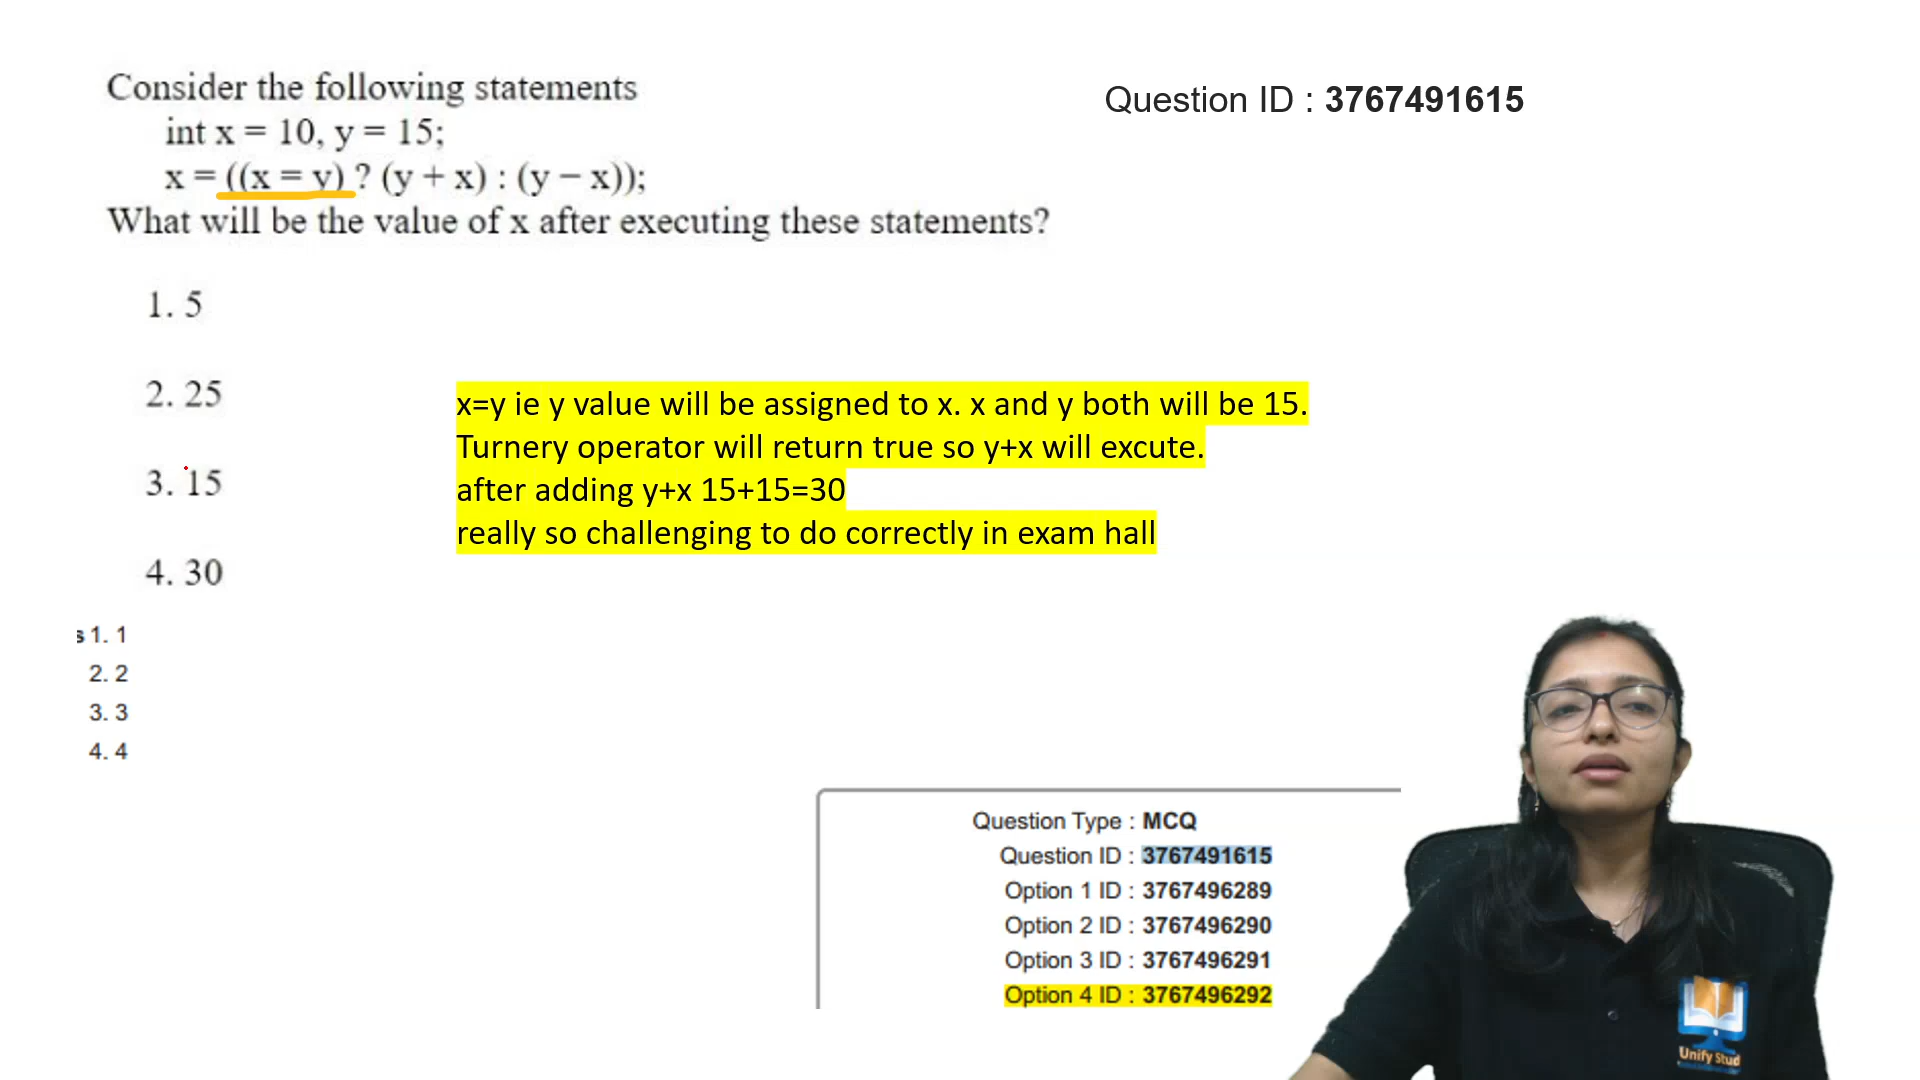 Consider the following statements
int x = 10, y = 15;
x = ((x = y) ? (y + x) : (y − x));
What will be the value of x after executing these statements?
Question ID : 3767491615
1. 5
2. 25
3. 15
4. 30
x=y ie y value will be assigned to x. x and y both will be 15.
Turnery operator will return true so y+x will excute.
after adding y+x 15+15=30
really so challenging to do correctly in exam hall
s 1. 1
2. 2
3. 3
4. 4
Question Type : MCQ
Question ID : 3767491615
Option 1 ID : 3767496289
Option 2 ID : 3767496290
Option 3 ID : 3767496291
Option 4 ID : 3767496292
Unify Stud